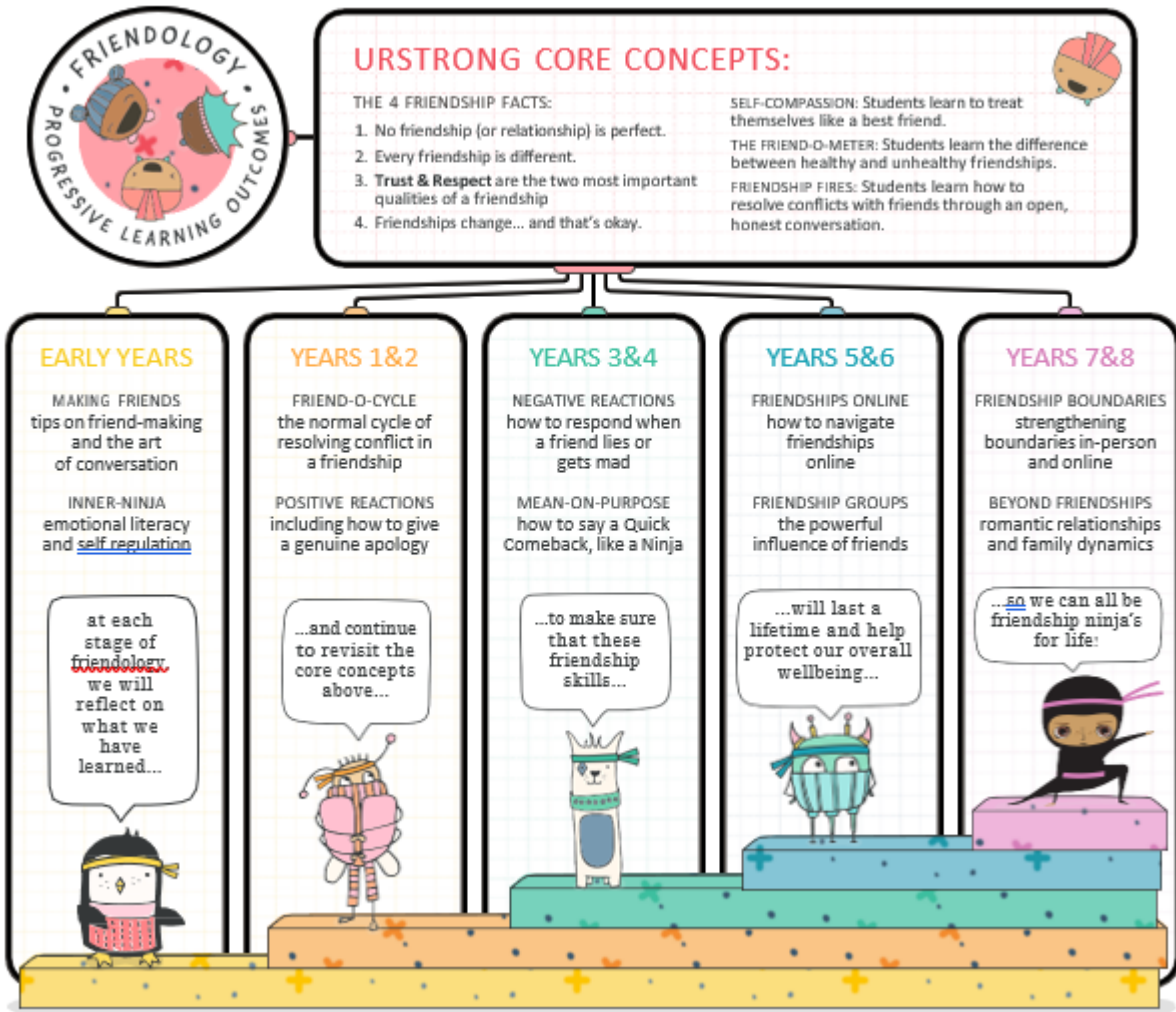 FRIENDOLOGY
PROGRESSIVE LEARNING OUTCOMES
URSTRONG CORE CONCEPTS:
THE 4 FRIENDSHIP FACTS:
1. No friendship (or relationship) is perfect.
2. Every friendship is different.
3. Trust & Respect are the two most important
qualities of a friendship
4. Friendships change... and that's okay.
SELF-COMPASSION: Students learn to treat
themselves like a best friend.
THE FRIEND-O-METER: Students learn the difference
between healthy and unhealthy friendships.
FRIENDSHIP FIRES: Students learn how to
resolve conflicts with friends through an open,
honest conversation.
EARLY YEARS
MAKING FRIENDS
tips on friend-making
and the art
of conversation
INNER-NINJA
emotional literacy
and self regulation
at each
stage of
friendology,
we will
reflect on
what we
have
learned...
YEARS 1&2
FRIEND-O-CYCLE
the normal cycle of
resolving conflict in
a friendship
POSITIVE REACTIONS
including how to give
a genuine apology
...and continue
to revisit the
core concepts
above...
YEARS 3&4
NEGATIVE REACTIONS
how to respond when
a friend lies or
gets mad
MEAN-ON-PURPOSE
how to say a Quick
Comeback, like a Ninja
...to make sure
that these
friendship
skills...
YEARS 5&6
FRIENDSHIPS ONLINE
how to navigate
friendships
online
FRIENDSHIP GROUPS
the powerful
influence of friends
...will last a
lifetime and help
protect our overall
wellbeing...
YEARS 7&8
FRIENDSHIP BOUNDARIES
strengthening
boundaries in-person
and online
BEYOND FRIENDSHIPS
romantic relationships
and family dynamics
...so we can all be
friendship ninja's
for life!